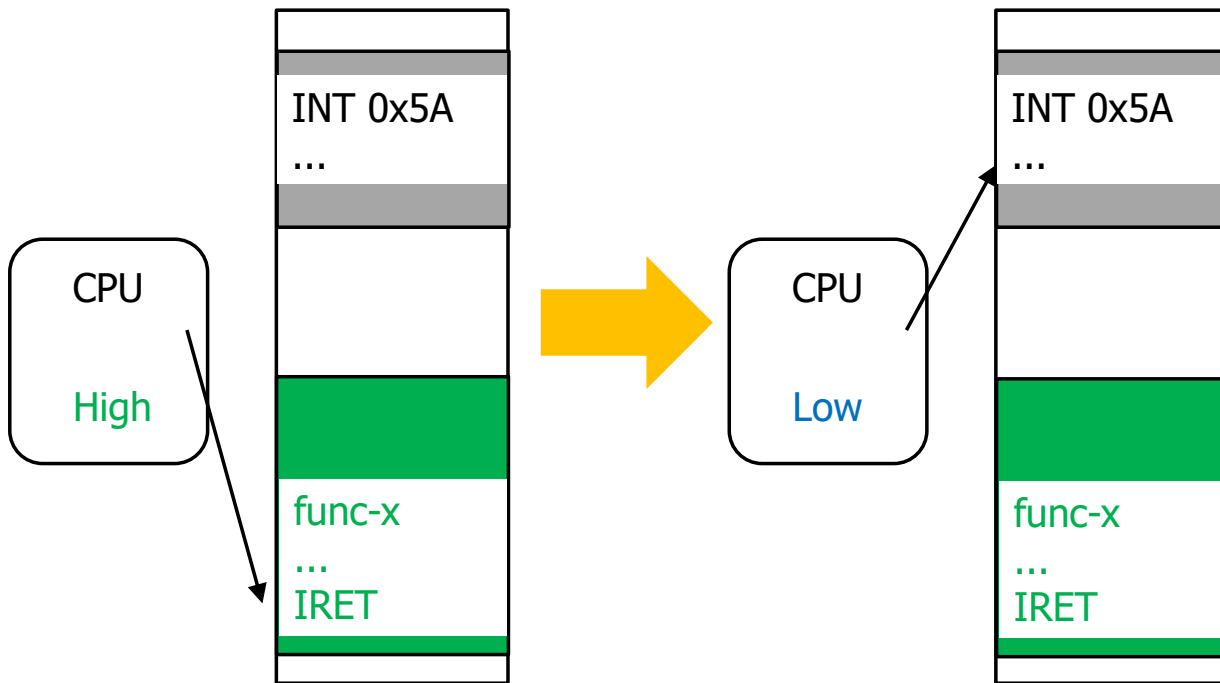 INT 0x5A
...
CPU
High
func-x
...
IRET
INT 0x5A
...
CPU
Low
func-x
...
IRET